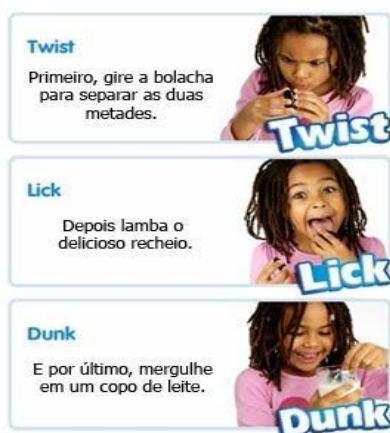 Twist
Primeiro, gire a bolacha
para separar as duas
metades.
Twist
Lick
Depois lamba o
delicioso recheio.
Lick
Dunk
E por último, mergulhe
em um copo de leite.
Dunk